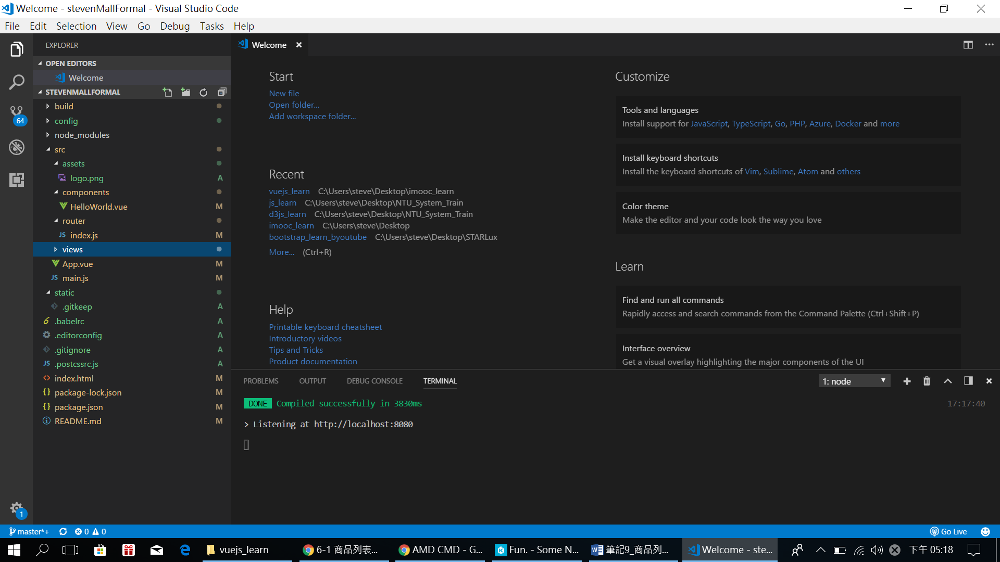 Welcome - stevenMallFormal - Visual Studio Code
File Edit Selection View Go Debug Tasks Help
EXPLORER
OPEN EDITORS
Welcome
STEVENMALLFORMAL
build
config
node_modules
src
assets
logo.png A
components
HelloWorld.vue M
router
JS index.js M
views
App.vue M
JS main.js M
static
.gitkeep A
.babelrc A
.editorconfig A
.gitignore A
JS .postcssrc.js A
index.html M
package-lock.json M
package.json M
README.md M
64
1
Welcome
Start
New file
Open folder...
Add workspace folder...
Recent
vuejs_learn C:\Users\steve\Desktop\imooc_learn
js_learn C:\Users\steve\Desktop\NTU_System_Train
d3js_learn C:\Users\steve\Desktop\NTU_System_Train
imooc_learn C:\Users\steve\Desktop
bootstrap_learn_byoutube C:\Users\steve\Desktop\STARLux
More... (Ctrl+R)
Help
Printable keyboard cheatsheet
Introductory videos
Tips and Tricks
Product documentation
Customize
Tools and languages
Install support for JavaScript, TypeScript, Go, PHP, Azure, Docker and more
Install keyboard shortcuts
Install the keyboard shortcuts of Vim, Sublime, Atom and others
Color theme
Make the editor and your code look the way you love
Learn
Find and run all commands
Rapidly access and search commands from the Command Palette (Ctrl+Shift+P)
Interface overview
Get a visual overlay highlighting the major components of the UI
PROBLEMS OUTPUT DEBUG CONSOLE TERMINAL 1: node
DONE Compiled successfully in 3830ms 17:17:40
> Listening at http://localhost:8080
master*+ 0 0 Go Live
vuejs_learn 6-1 商品列表... AMD CMD - G... Fun. - Some N... 筆記9_商品列... Welcome - ste... 下午 05:18